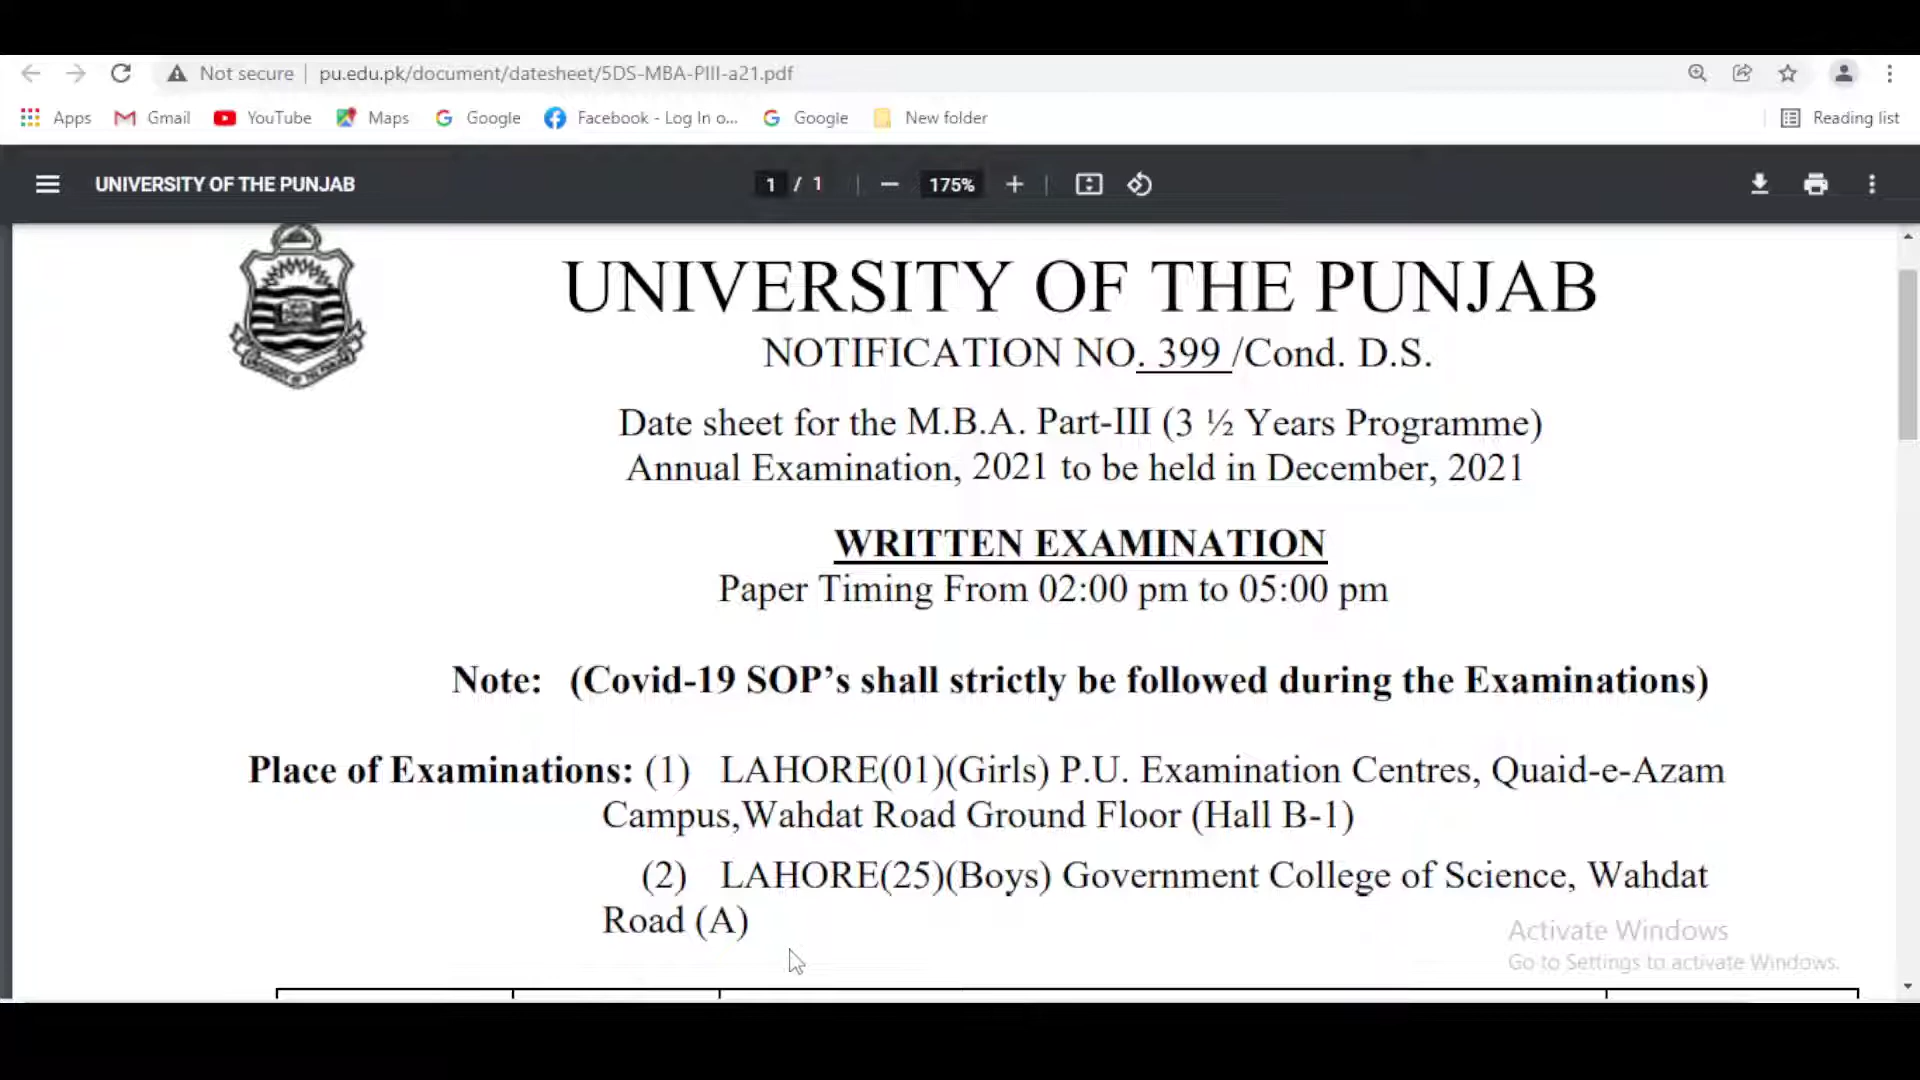 Not secure | pu.edu.pk/document/datesheet/5DS-MBA-PIII-a21.pdf
Apps Gmail YouTube Maps Google Facebook - Log In o... Google New folder Reading list
UNIVERSITY OF THE PUNJAB 1 / 1 175%
UNIVERSITY OF THE PUNJAB
NOTIFICATION NO. 399 /Cond. D.S.
Date sheet for the M.B.A. Part-III (3 ½ Years Programme)
Annual Examination, 2021 to be held in December, 2021
WRITTEN EXAMINATION
Paper Timing From 02:00 pm to 05:00 pm
Note: (Covid-19 SOP’s shall strictly be followed during the Examinations)
Place of Examinations: (1) LAHORE(01)(Girls) P.U. Examination Centres, Quaid-e-Azam
Campus,Wahdat Road Ground Floor (Hall B-1)
(2) LAHORE(25)(Boys) Government College of Science, Wahdat
Road (A)
Activate Windows
Go to Settings to activate Windows.